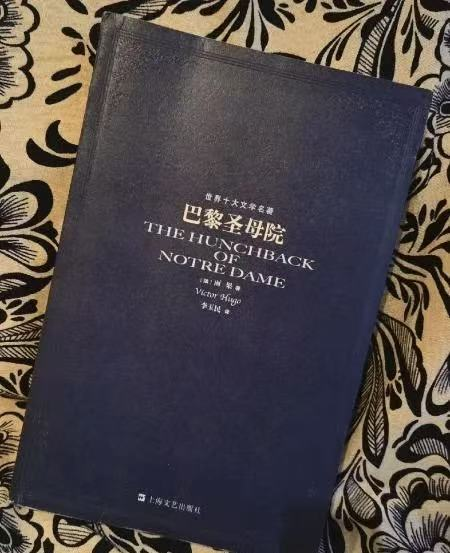 世界十大文学名著
巴黎圣母院
THE HUNCHBACK
OF
NOTRE DAME
〔法〕雨果 著
Victor Hugo
李玉民 译
上海文艺出版社